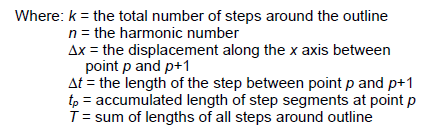 Where: k = the total number of steps around the outline
n = the harmonic number
Δx = the displacement along the x axis between
point p and p+1
Δt = the length of the step between point p and p+1
tp = accumulated length of step segments at point p
T = sum of lengths of all steps around outline